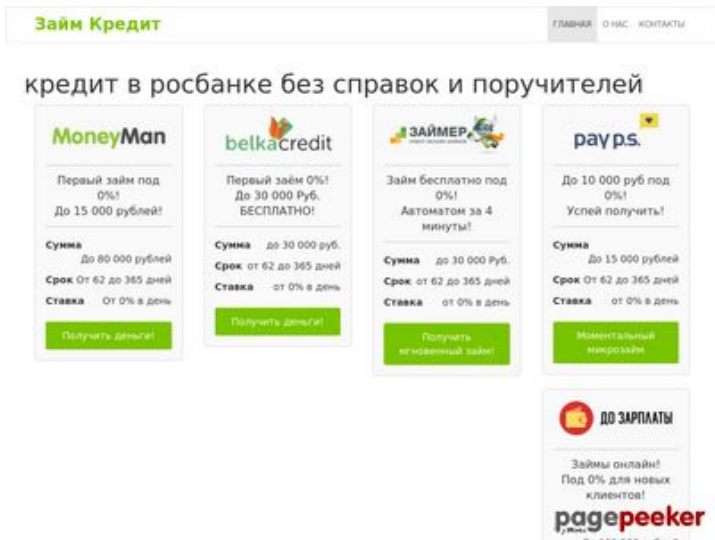 Займ Кредит
ГЛАВНАЯ О НАС КОНТАКТЫ
кредит в росбанке без справок и поручителей
MoneyMan
Первый займ под
0%!
До 15 000 рублей!
Сумма
До 80 000 рублей
Срок От 62 до 365 дней
Ставка От 0% в день
Получить деньги!
belkacredit
Первый заём 0%!
До 30 000 Руб.
БЕСПЛАТНО!
Сумма до 30 000 руб.
Срок от 62 до 365 дней
Ставка от 0% в день
Получить деньги!
ЗАЙМЕР
Займ бесплатно под
0%!
Автоматом за 4
минуты!
Сумма до 30 000 Руб.
Срок от 62 до 365 дней
Ставка от 0% в день
Получить
мгновенный займ!
pay p.s.
До 10 000 руб под
0%!
Успей получить!
Сумма
До 15 000 рублей
Срок От 62 до 365 дней
Ставка от 0% в день
Моментальный
микрозайм
ДО ЗАРПЛАТЫ
Займы онлайн!
Под 0% для новых
клиентов!
pagepeeker